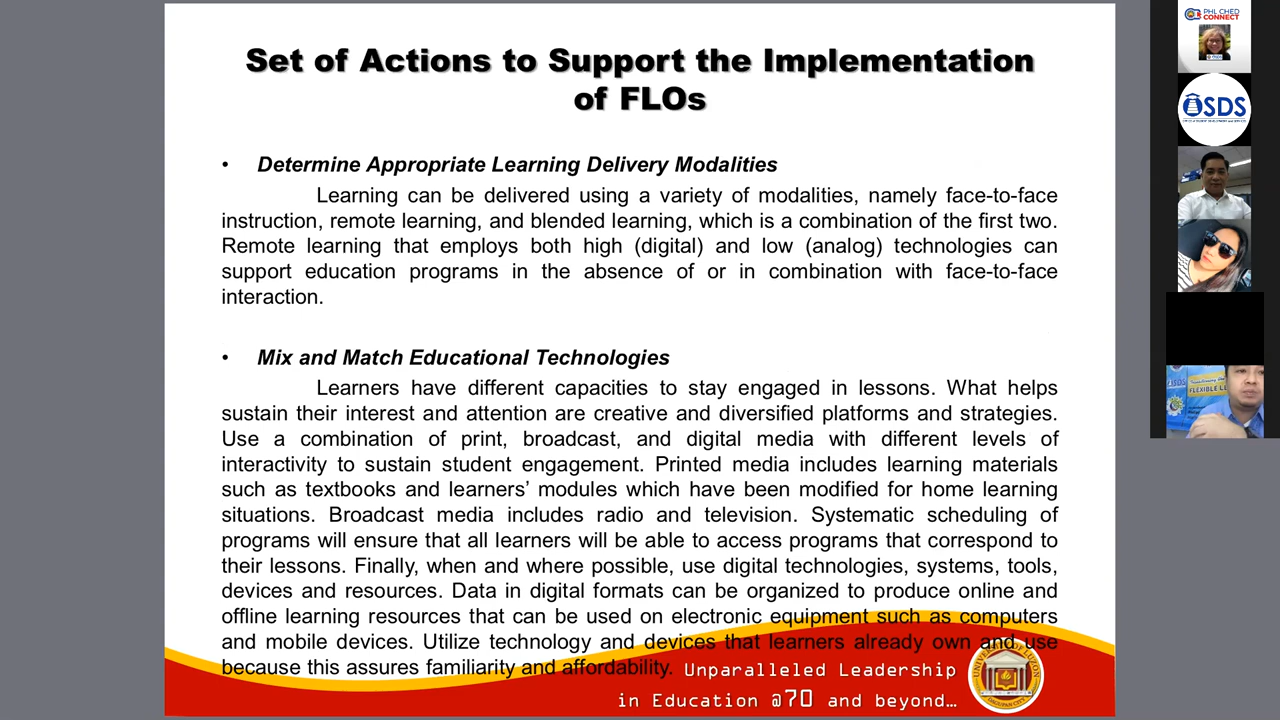 Set of Actions to Support the Implementation
of FLOs
• Determine Appropriate Learning Delivery Modalities
Learning can be delivered using a variety of modalities, namely face-to-face
instruction, remote learning, and blended learning, which is a combination of the first two.
Remote learning that employs both high (digital) and low (analog) technologies can
support education programs in the absence of or in combination with face-to-face
interaction.
• Mix and Match Educational Technologies
Learners have different capacities to stay engaged in lessons. What helps
sustain their interest and attention are creative and diversified platforms and strategies.
Use a combination of print, broadcast, and digital media with different levels of
interactivity to sustain student engagement. Printed media includes learning materials
such as textbooks and learners’ modules which have been modified for home learning
situations. Broadcast media includes radio and television. Systematic scheduling of
programs will ensure that all learners will be able to access programs that correspond to
their lessons. Finally, when and where possible, use digital technologies, systems, tools,
devices and resources. Data in digital formats can be organized to produce online and
offline learning resources that can be used on electronic equipment such as computers
and mobile devices. Utilize technology and devices that learners already own and use
because this assures familiarity and affordability.
Unparalleled Leadership
in Education @70 and beyond…
PHL CHED
CONNECT
SDS
FLEXIBLE LE